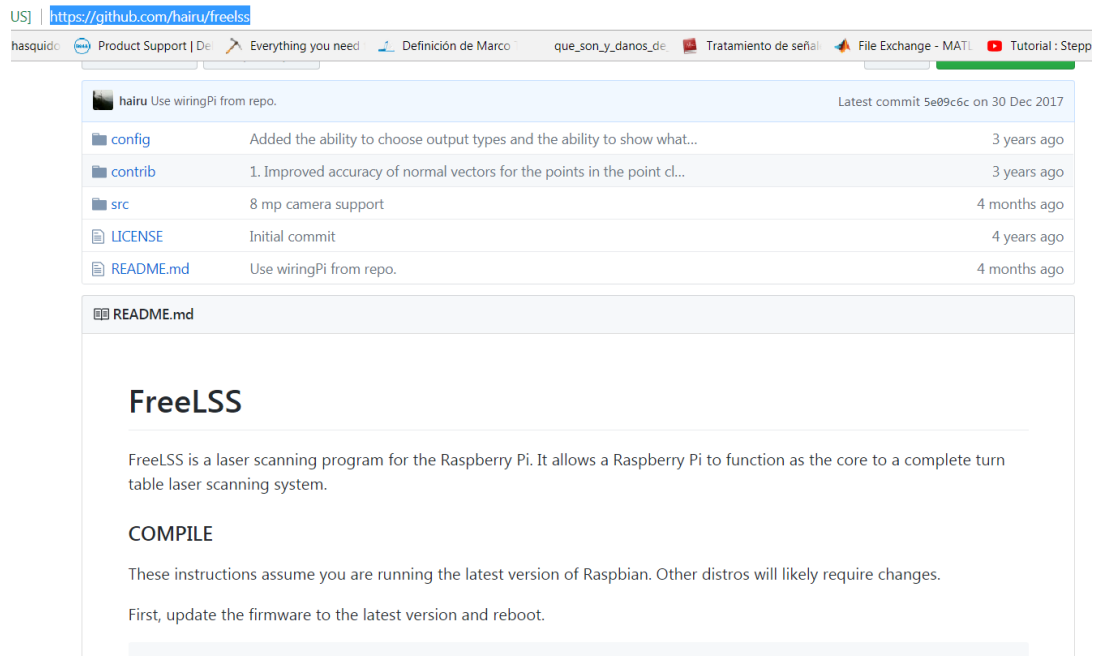 US] https://github.com/hairu/freelss
hasquido Product Support | De Everything you need Definición de Marco que_son_y_danos_de_ Tratamiento de señal File Exchange - MATL Tutorial : Stepp
hairu Use wiringPi from repo. Latest commit 5e09c6c on 30 Dec 2017
config Added the ability to choose output types and the ability to show what... 3 years ago
contrib 1. Improved accuracy of normal vectors for the points in the point cl... 3 years ago
src 8 mp camera support 4 months ago
LICENSE Initial commit 4 years ago
README.md Use wiringPi from repo. 4 months ago
README.md
FreeLSS
FreeLSS is a laser scanning program for the Raspberry Pi. It allows a Raspberry Pi to function as the core to a complete turn
table laser scanning system.
COMPILE
These instructions assume you are running the latest version of Raspbian. Other distros will likely require changes.
First, update the firmware to the latest version and reboot.